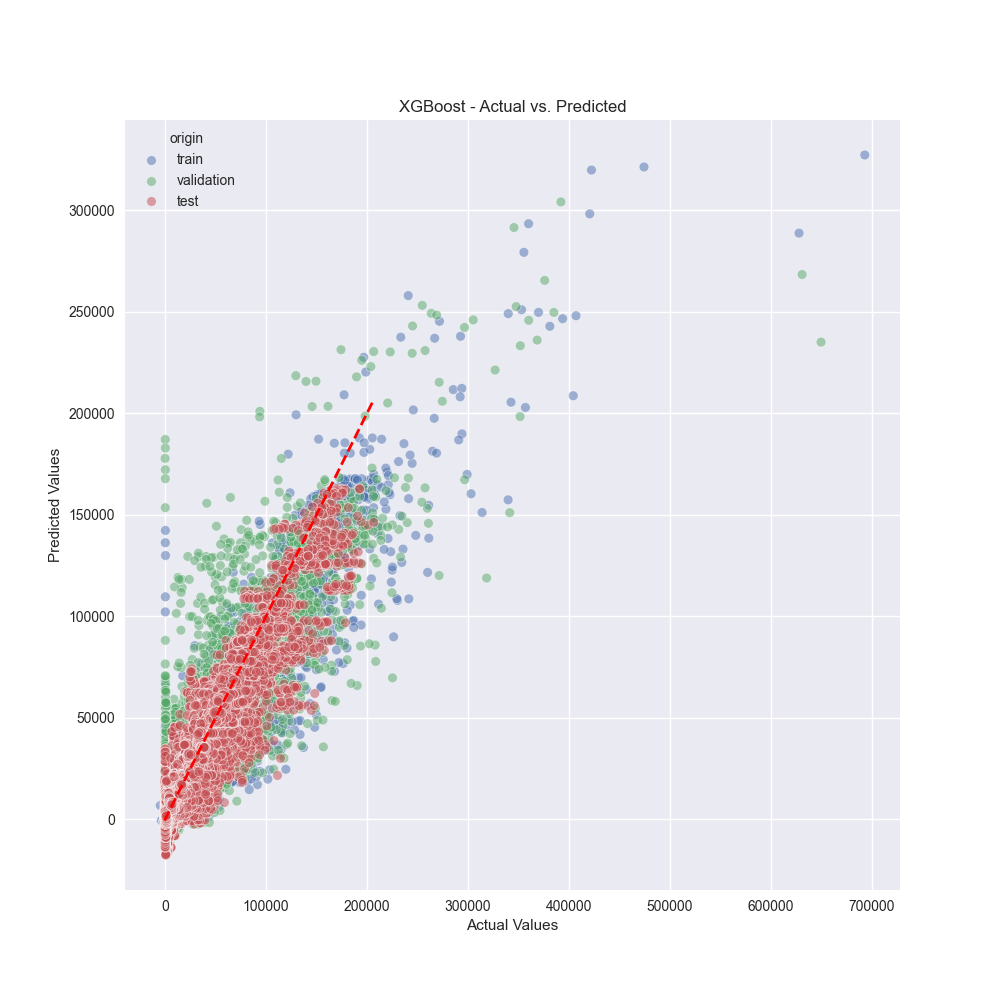 XGBoost - Actual vs. Predicted
origin
train
validation
test
300000
250000
200000
150000
100000
50000
0
Predicted Values
0 100000 200000 300000 400000 500000 600000 700000
Actual Values